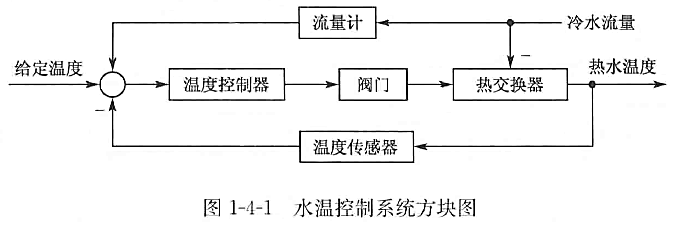 流量计
冷水流量
给定温度
温度控制器
阀门
热交换器
热水温度
温度传感器
图 1-4-1 水温控制系统方块图